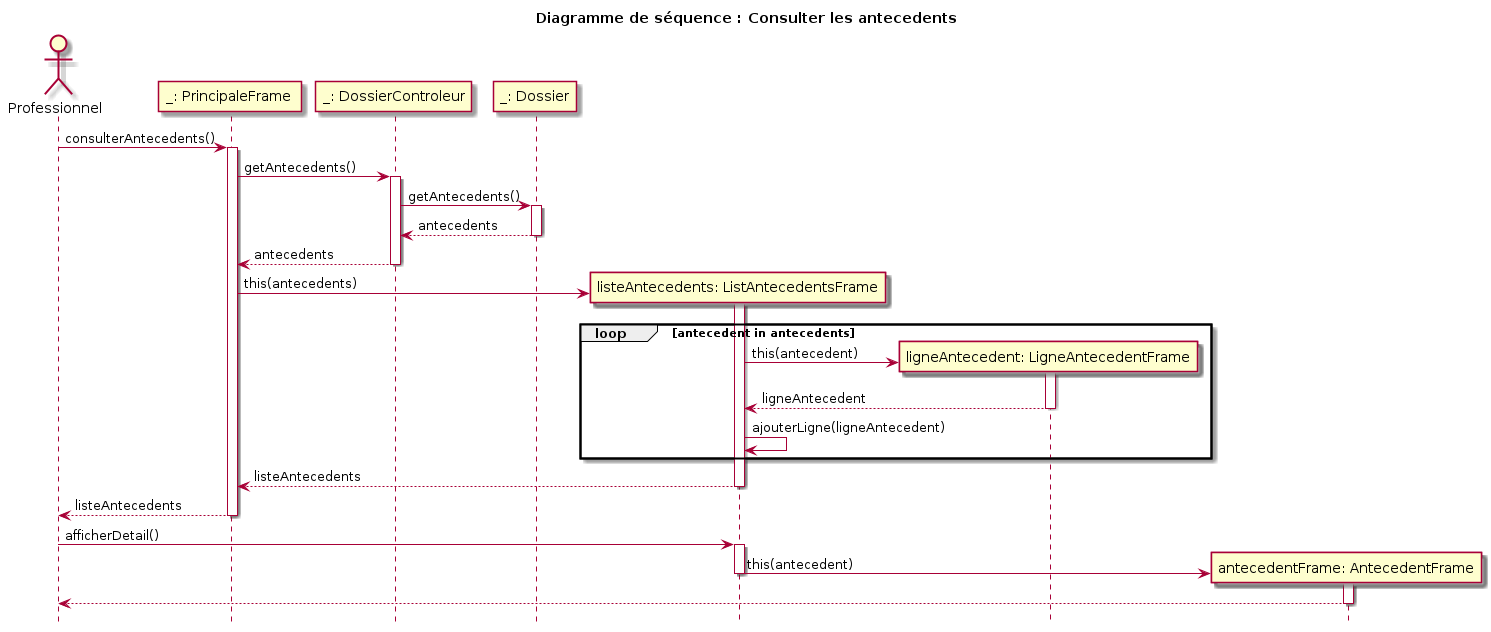 Diagramme de séquence : Consulter les antecedents
Professionnel
_: PrincipaleFrame
_: DossierControleur
_: Dossier
consulterAntecedents()
getAntecedents()
getAntecedents()
antecedents
antecedents
this(antecedents)
listeAntecedents: ListAntecedentsFrame
loop
[antecedent in antecedents]
this(antecedent)
ligneAntecedent: LigneAntecedentFrame
ligneAntecedent
ajouterLigne(ligneAntecedent)
listeAntecedents
listeAntecedents
afficherDetail()
this(antecedent)
antecedentFrame: AntecedentFrame